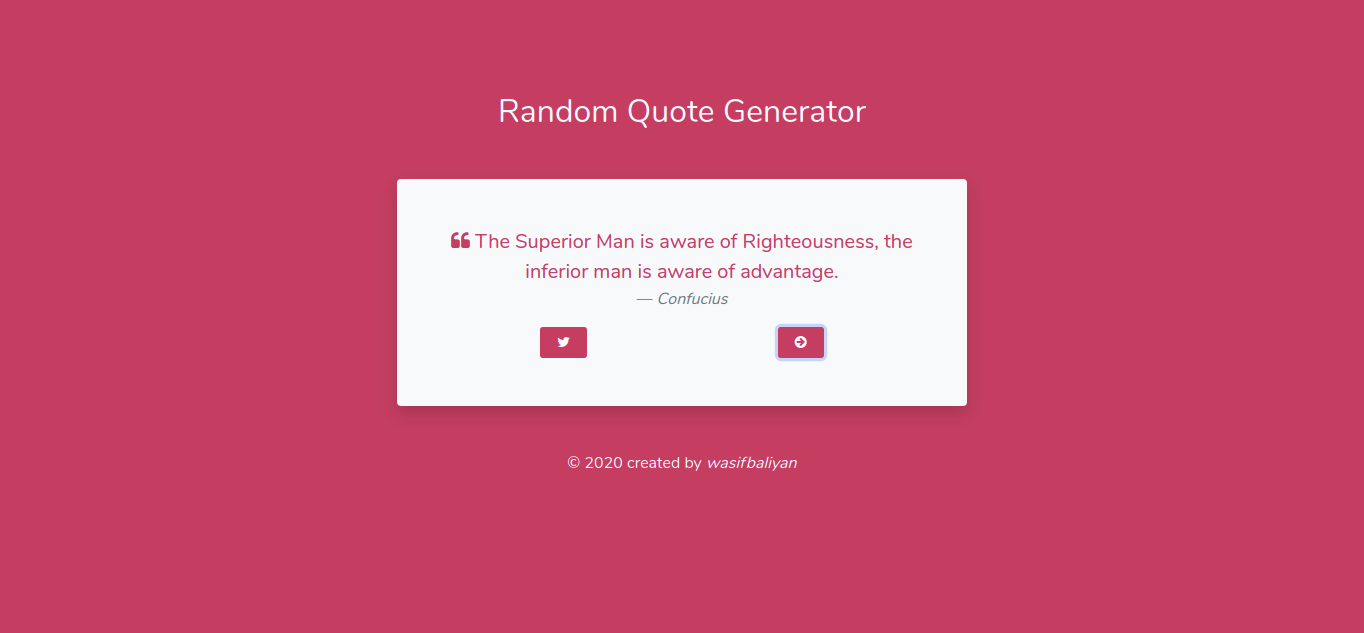 Random Quote Generator
❝ The Superior Man is aware of Righteousness, the
inferior man is aware of advantage.
— Confucius
© 2020 created by wasifbaliyan